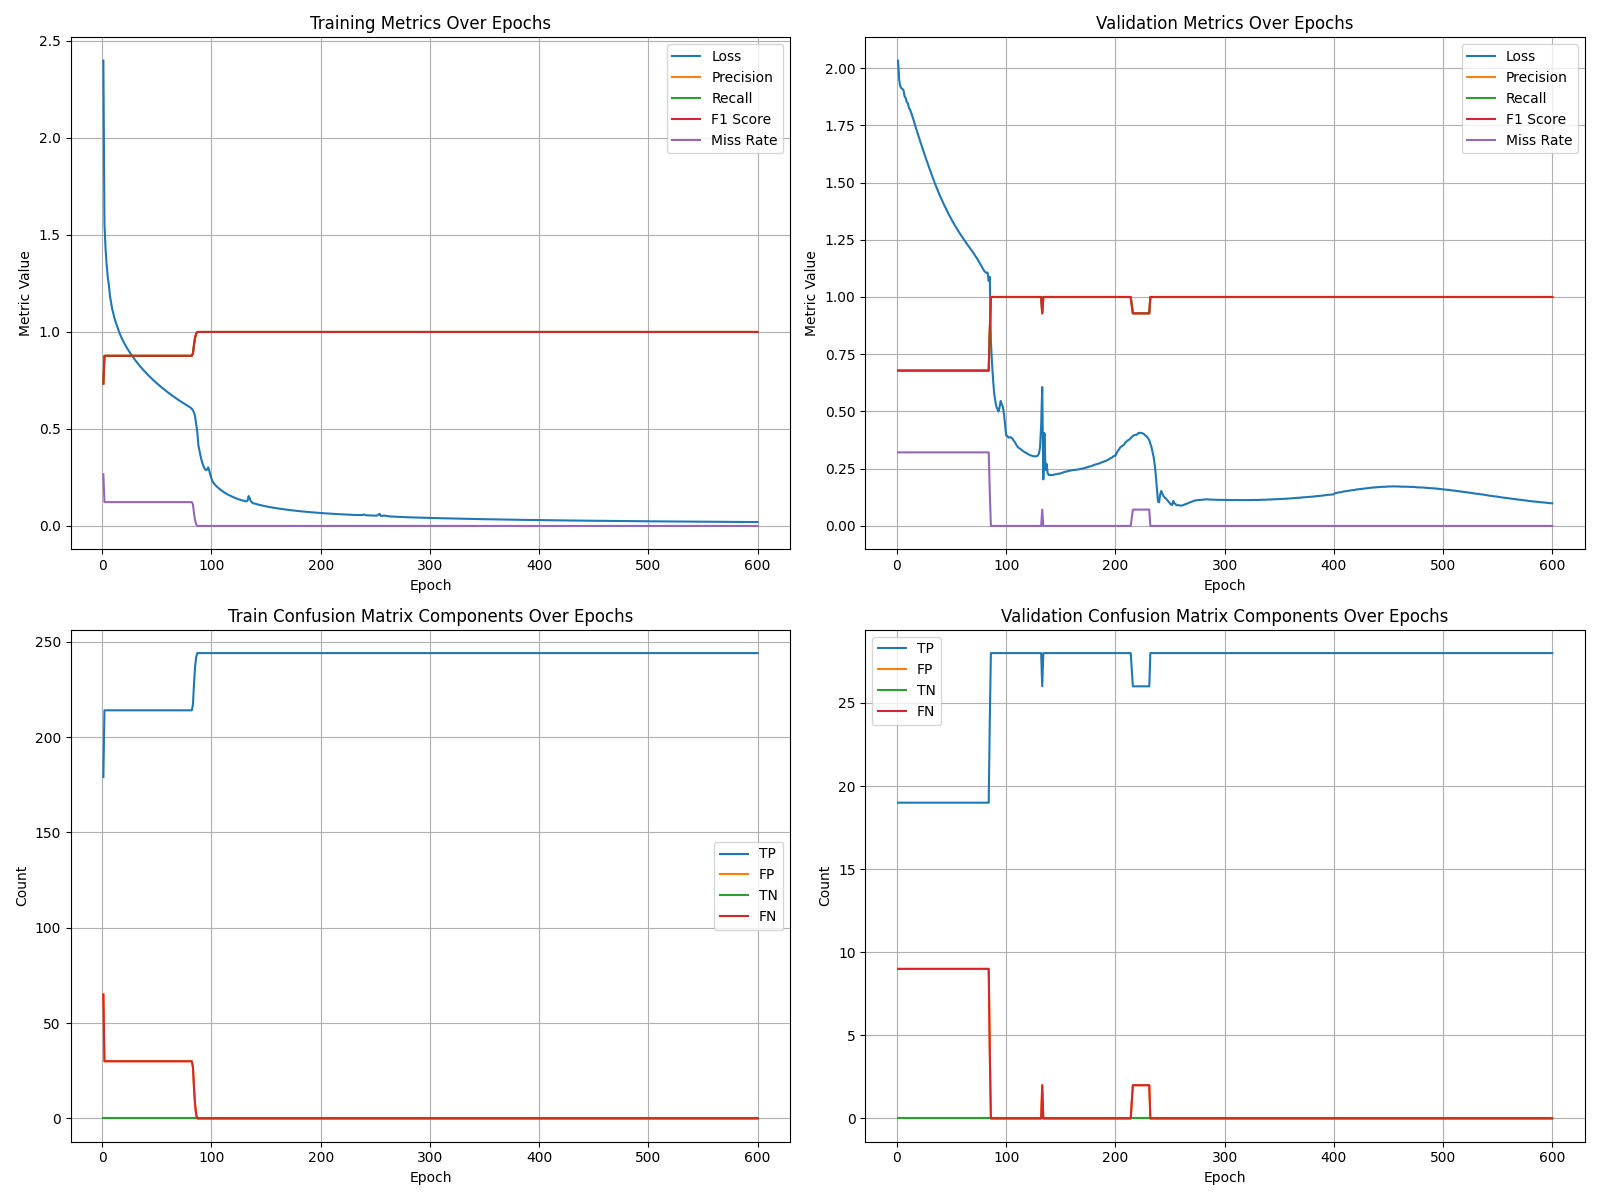 Training Metrics Over Epochs
2.5
2.0
1.5
1.0
0.5
0.0
Metric Value
0 100 200 300 400 500 600
Epoch
Loss
Precision
Recall
F1 Score
Miss Rate
Validation Metrics Over Epochs
2.00
1.75
1.50
1.25
1.00
0.75
0.50
0.25
0.00
Metric Value
0 100 200 300 400 500 600
Epoch
Loss
Precision
Recall
F1 Score
Miss Rate
Train Confusion Matrix Components Over Epochs
250
200
150
100
50
0
Count
0 100 200 300 400 500 600
Epoch
TP
FP
TN
FN
Validation Confusion Matrix Components Over Epochs
25
20
15
10
5
0
Count
0 100 200 300 400 500 600
Epoch
TP
FP
TN
FN